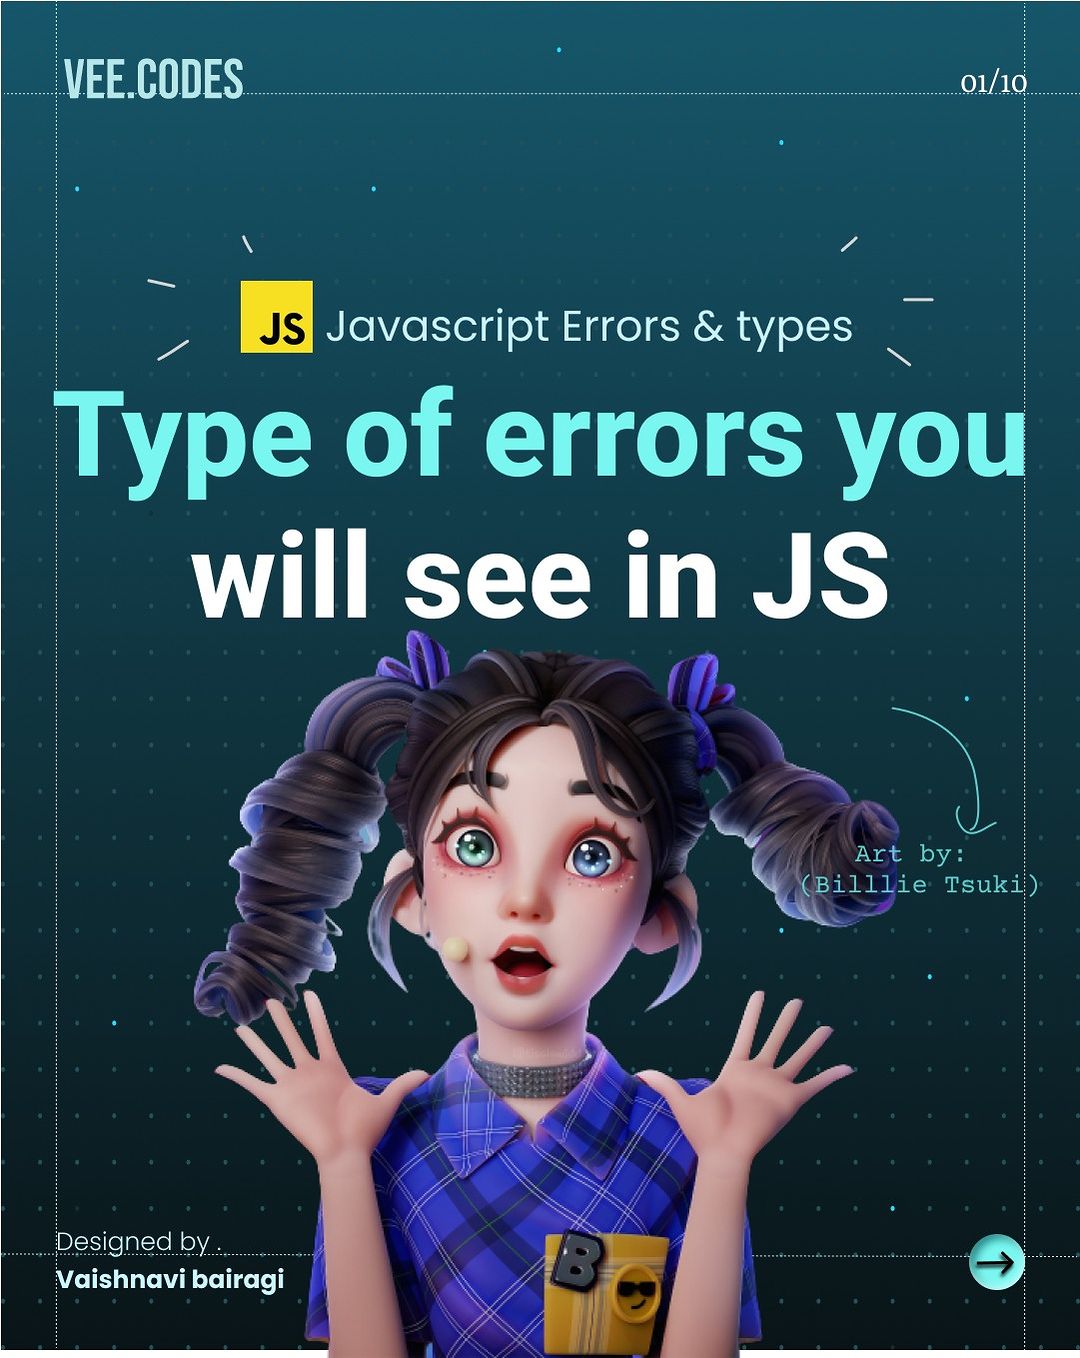 VEE.CODES
01/10
JS Javascript Errors & types
Type of errors you
will see in JS
Art by:
(Billlie Tsuki)
B
Designed by .
Vaishnavi bairagi